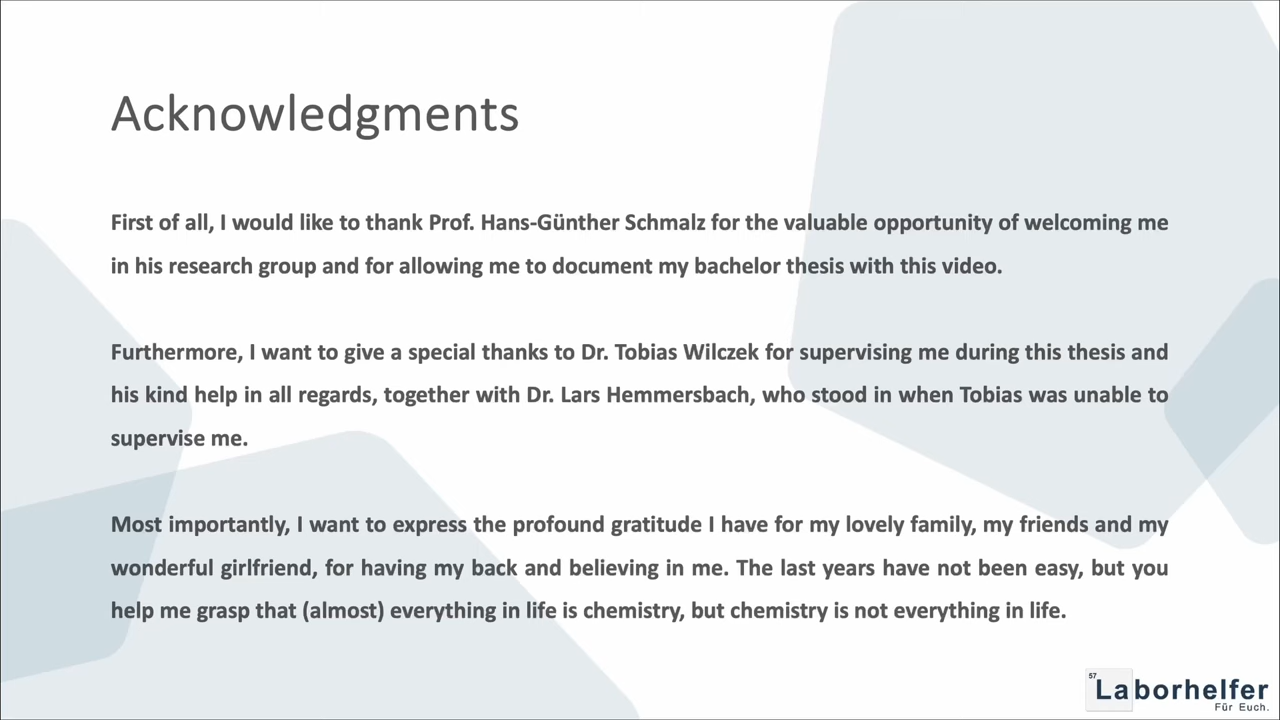 Acknowledgments
First of all, I would like to thank Prof. Hans-Günther Schmalz for the valuable opportunity of welcoming me
in his research group and for allowing me to document my bachelor thesis with this video.
Furthermore, I want to give a special thanks to Dr. Tobias Wilczek for supervising me during this thesis and
his kind help in all regards, together with Dr. Lars Hemmersbach, who stood in when Tobias was unable to
supervise me.
Most importantly, I want to express the profound gratitude I have for my lovely family, my friends and my
wonderful girlfriend, for having my back and believing in me. The last years have not been easy, but you
help me grasp that (almost) everything in life is chemistry, but chemistry is not everything in life.
57
Laborhelfer
Für Euch.